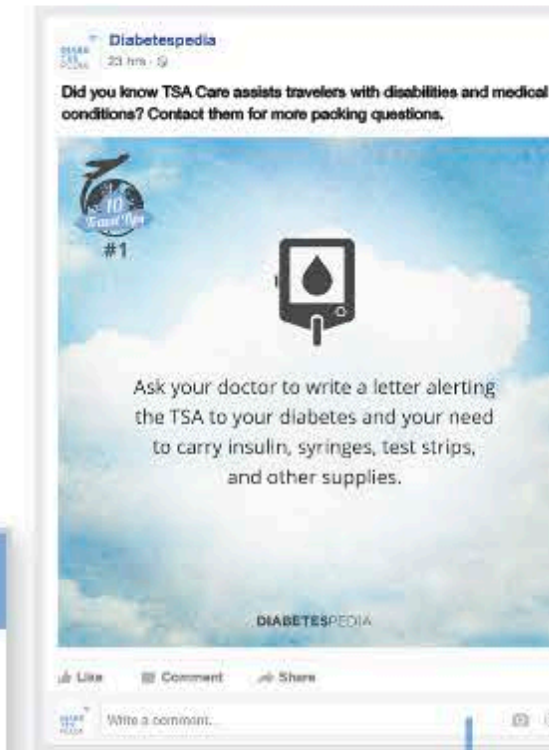 Diabetespedia
23 hrs ·
Did you know TSA Care assists travelers with disabilities and medical
conditions? Contact them for more packing questions.
10
Travel Tips
#1
Ask your doctor to write a letter alerting
the TSA to your diabetes and your need
to carry insulin, syringes, test strips,
and other supplies.
DIABETESPEDIA
Like Comment Share
Write a comment...